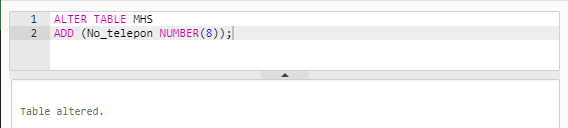 1 ALTER TABLE MHS
2 ADD (No_telepon NUMBER(8));
Table altered.